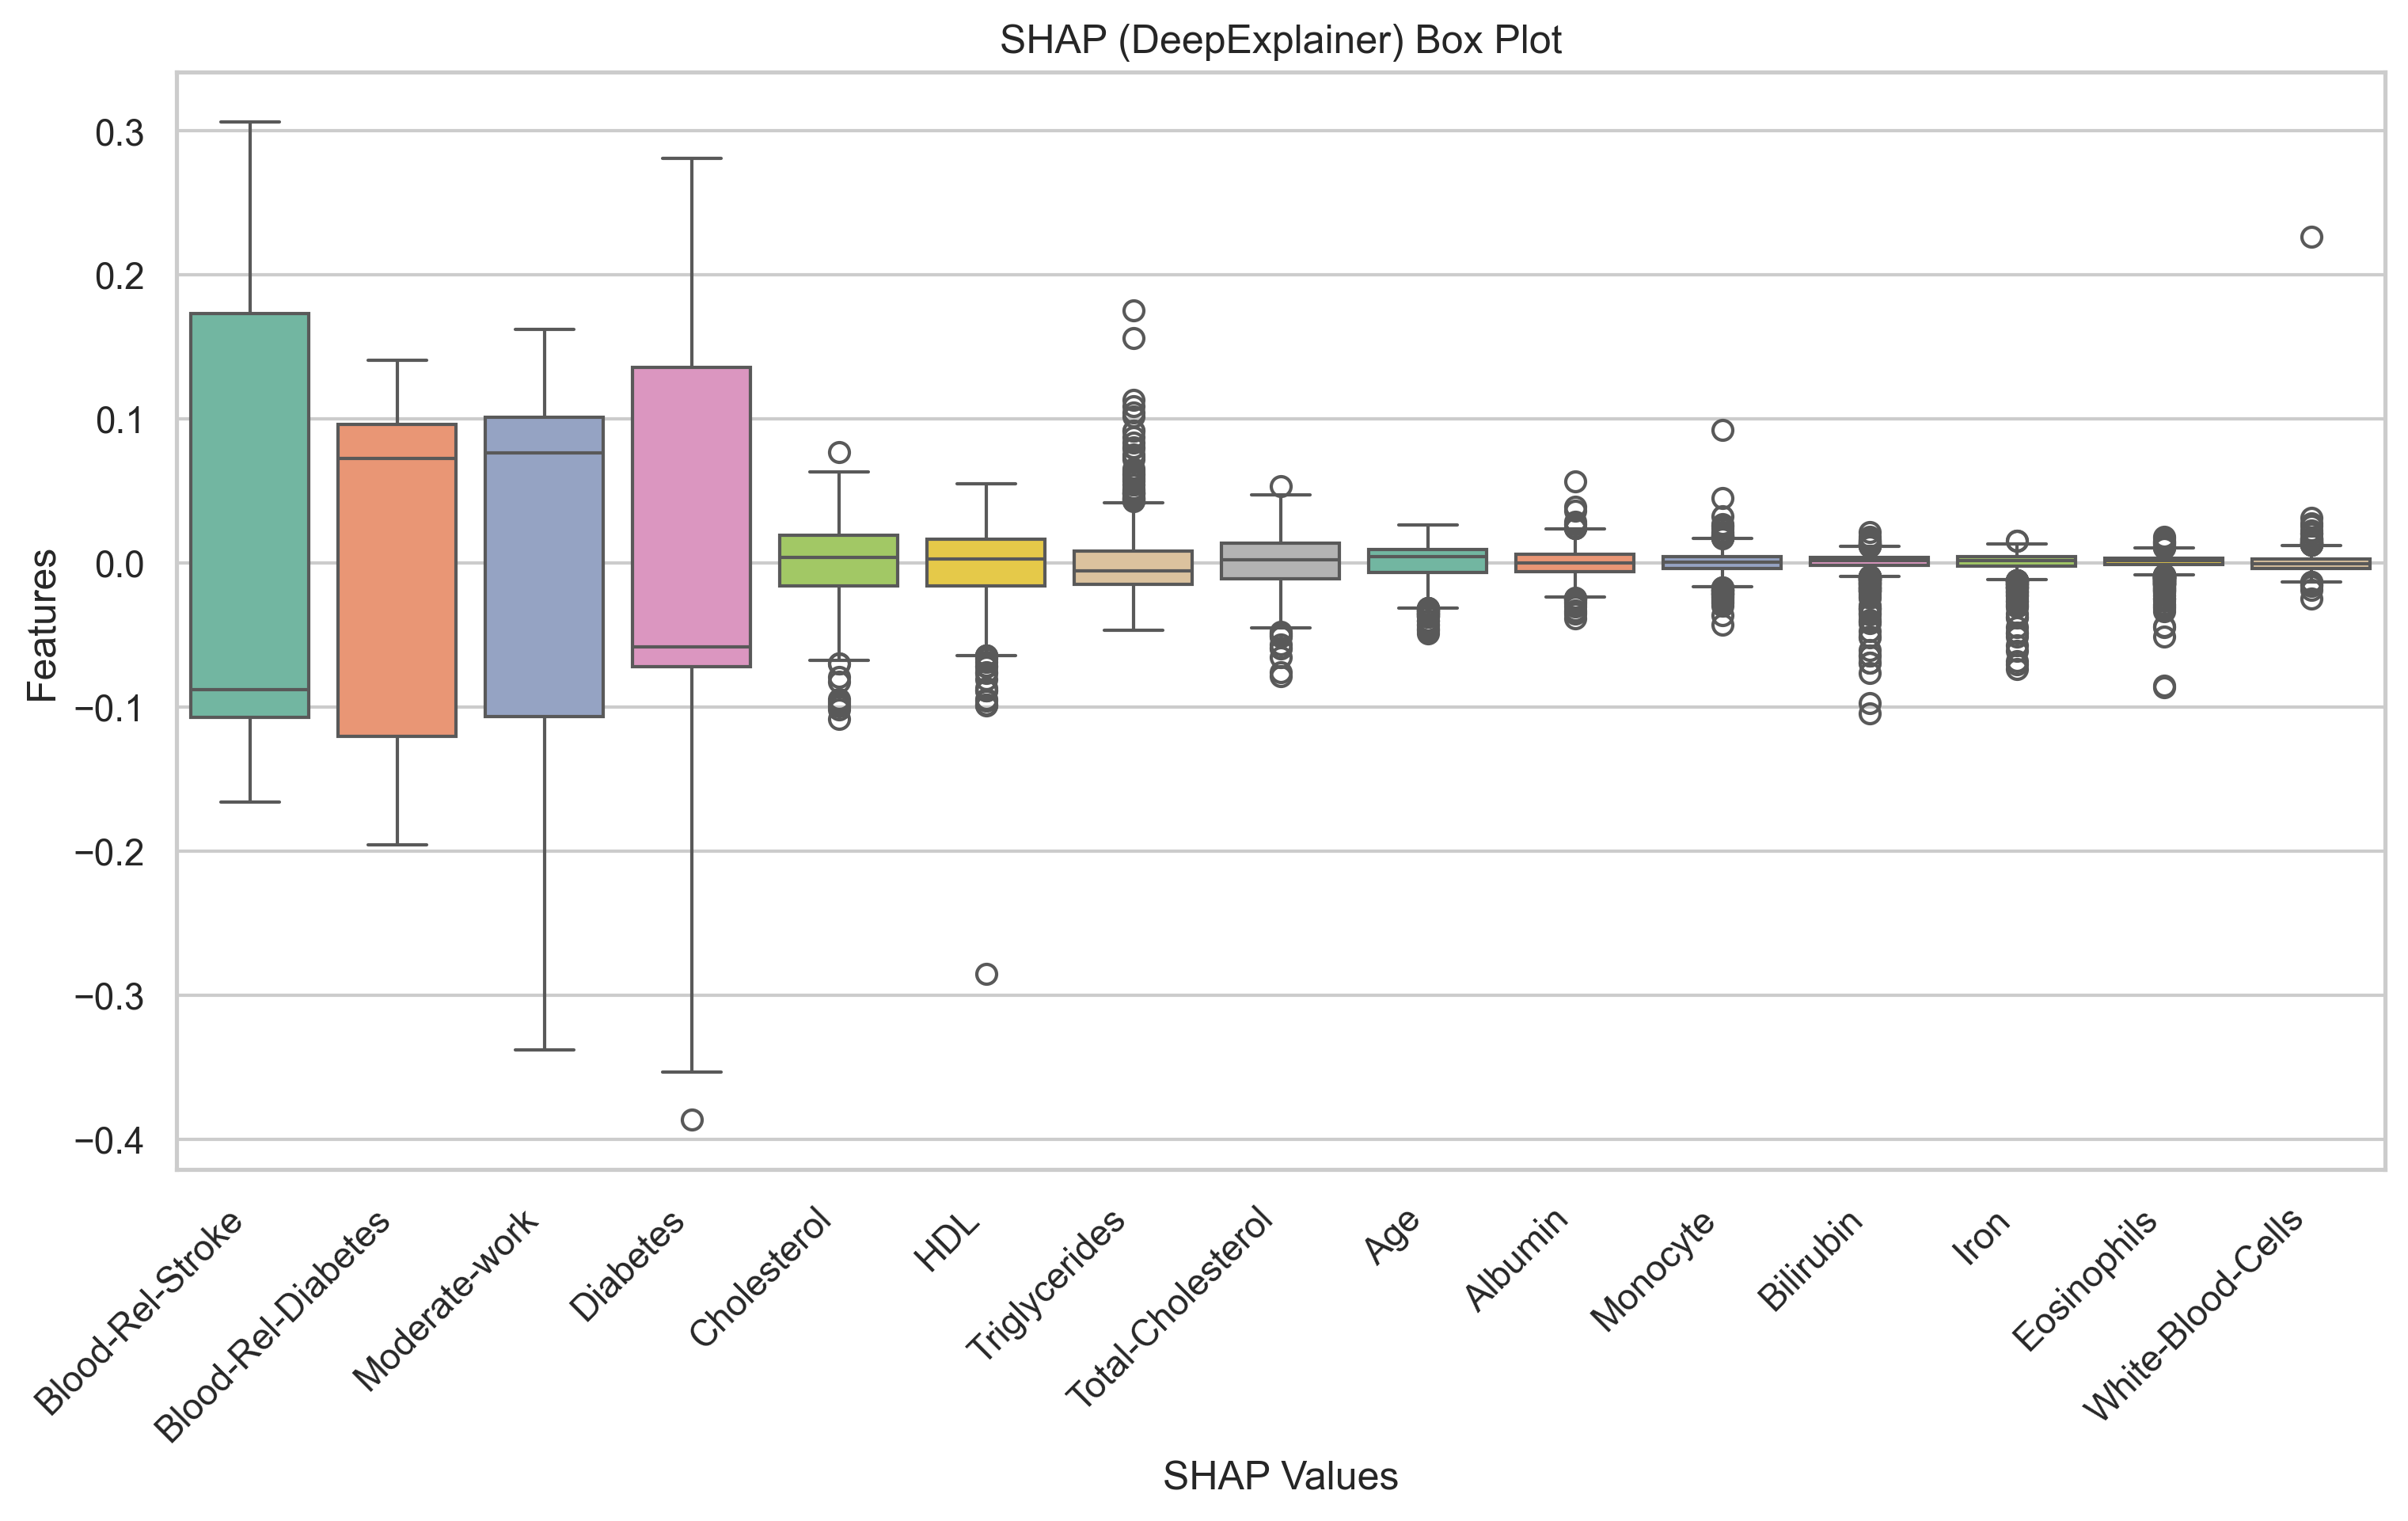 SHAP (DeepExplainer) Box Plot
Features
0.3
0.2
0.1
0.0
−0.1
−0.2
−0.3
−0.4
Blood-Rel-Stroke
Blood-Rel-Diabetes
Moderate-work
Diabetes
Cholesterol
HDL
Triglycerides
Total-Cholesterol
Age
Albumin
Monocyte
Bilirubin
Iron
Eosinophils
White-Blood-Cells
SHAP Values